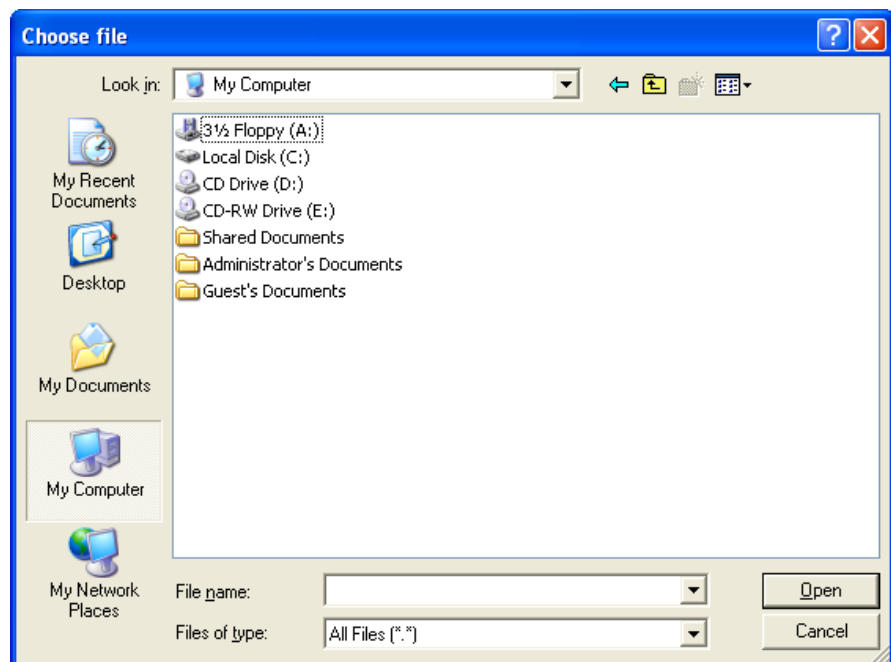 Choose file
Look in:
My Computer
My Recent
Documents
Desktop
My Documents
My Computer
My Network
Places
3½ Floppy (A:)
Local Disk (C:)
CD Drive (D:)
CD-RW Drive (E:)
Shared Documents
Administrator's Documents
Guest's Documents
File name:
Open
Files of type:
All Files (*.*)
Cancel